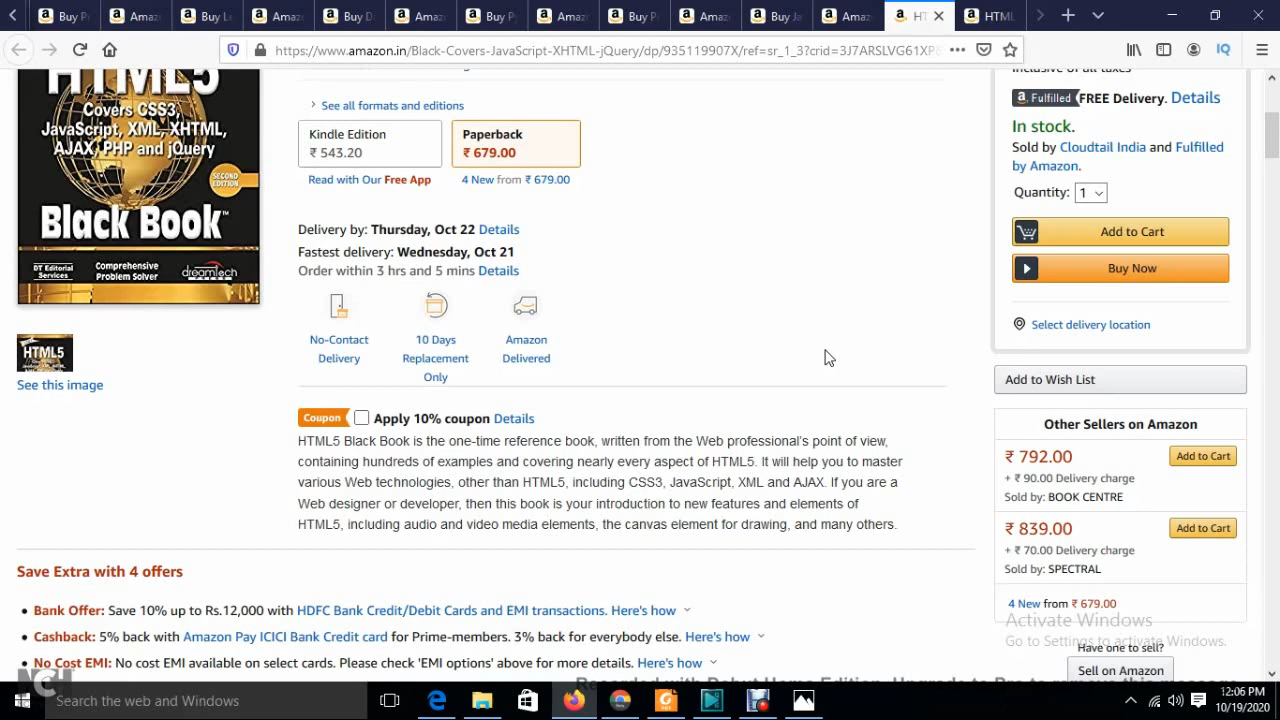 Buy P
Amazo
Buy Le
Amazo
Buy D
Amazo
Buy Py
Amazo
Buy P
Amazo
Buy Ja
Amazo
HT
HTML
https://www.amazon.in/Black-Covers-JavaScript-XHTML-jQuery/dp/935119907X/ref=sr_1_3?crid=3J7ARSLVG61XP
HTML5
Covers CSS3,
JavaScript, XML, XHTML,
AJAX, PHP and jQuery
SECOND
EDITION
Black Book™
DT Editorial
Services
Comprehensive
Problem Solver
dreamtech
PRESS
HTML5
See this image
See all formats and editions
Kindle Edition
₹ 543.20
Paperback
₹ 679.00
Read with Our Free App
4 New from ₹ 679.00
Delivery by: Thursday, Oct 22 Details
Fastest delivery: Wednesday, Oct 21
Order within 3 hrs and 5 mins Details
No-Contact
Delivery
10 Days
Replacement
Only
Amazon
Delivered
Coupon Apply 10% coupon Details
HTML5 Black Book is the one-time reference book, written from the Web professional's point of view,
containing hundreds of examples and covering nearly every aspect of HTML5. It will help you to master
various Web technologies, other than HTML5, including CSS3, JavaScript, XML and AJAX. If you are a
Web designer or developer, then this book is your introduction to new features and elements of
HTML5, including audio and video media elements, the canvas element for drawing, and many others.
Save Extra with 4 offers
Bank Offer: Save 10% up to Rs.12,000 with HDFC Bank Credit/Debit Cards and EMI transactions. Here's how
Cashback: 5% back with Amazon Pay ICICI Bank Credit card for Prime-members. 3% back for everybody else. Here's how
No Cost EMI: No cost EMI available on select cards. Please check 'EMI options' above for more details. Here's how
Inclusive of all taxes
Fulfilled FREE Delivery. Details
In stock.
Sold by Cloudtail India and Fulfilled
by Amazon.
Quantity: 1
Add to Cart
Buy Now
Select delivery location
Add to Wish List
Other Sellers on Amazon
₹ 792.00
Add to Cart
+ ₹ 90.00 Delivery charge
Sold by: BOOK CENTRE
₹ 839.00
Add to Cart
+ ₹ 70.00 Delivery charge
Sold by: SPECTRAL
4 New from ₹ 679.00
Activate Windows
Go to Settings to activate Windows.
Have one to sell?
Sell on Amazon
NCH
Search the web and Windows
12:06 PM
10/19/2020